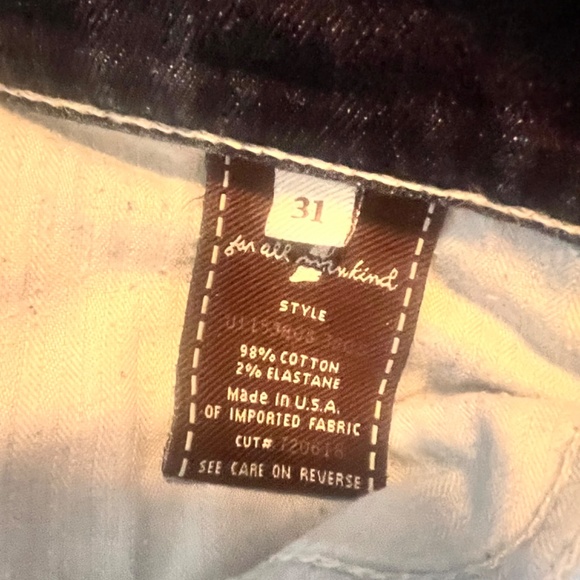 31
for all mankind
STYLE
98% COTTON
2% ELASTANE
Made in U.S.A.
OF IMPORTED FABRIC
CUT# 720618
SEE CARE ON REVERSE